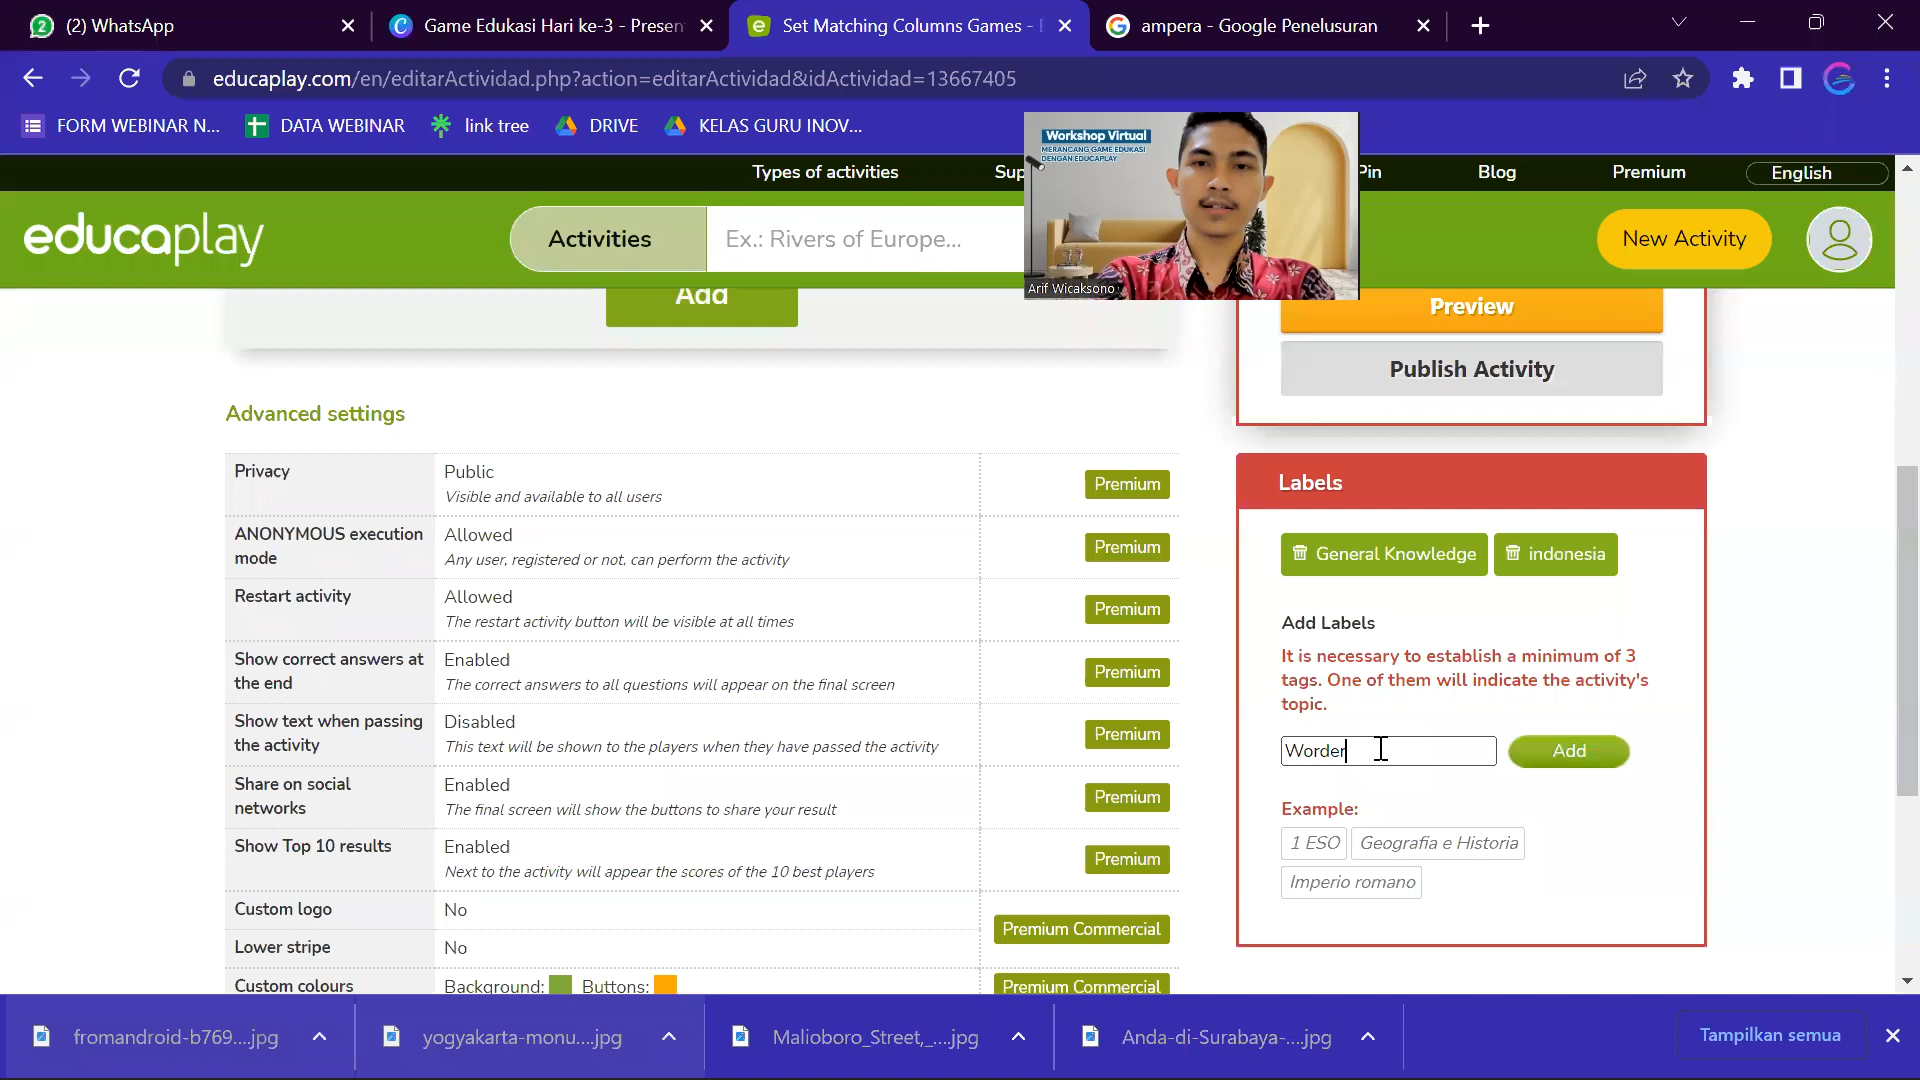 (2) WhatsApp
Game Edukasi Hari ke-3 - Presen
Set Matching Columns Games -
ampera - Google Penelusuran
educaplay.com/en/editarActividad.php?action=editarActividad&idActividad=13667405
FORM WEBINAR N...
DATA WEBINAR
link tree
DRIVE
KELAS GURU INOV...
Workshop Virtual
MERANCANG GAME EDUKASI
DENGAN EDUCAPLAY
Arif Wicaksono
Types of activities
Sup
Pin
Blog
Premium
English
educaplay
Activities
Ex.: Rivers of Europe...
New Activity
Add
Preview
Publish Activity
Advanced settings
Privacy
Public
Visible and available to all users
Premium
ANONYMOUS execution
mode
Allowed
Any user, registered or not, can perform the activity
Premium
Restart activity
Allowed
The restart activity button will be visible at all times
Premium
Show correct answers at
the end
Enabled
The correct answers to all questions will appear on the final screen
Premium
Show text when passing
the activity
Disabled
This text will be shown to the players when they have passed the activity
Premium
Share on social
networks
Enabled
The final screen will show the buttons to share your result
Premium
Show Top 10 results
Enabled
Next to the activity will appear the scores of the 10 best players
Premium
Custom logo
No
Premium Commercial
Lower stripe
No
Custom colours
Background:
Buttons:
Premium Commercial
Labels
General Knowledge
indonesia
Add Labels
It is necessary to establish a minimum of 3
tags. One of them will indicate the activity's
topic.
Worder
Add
Example:
1 ESO
Geografia e Historia
Imperio romano
fromandroid-b769....jpg
yogyakarta-monu....jpg
Malioboro_Street,_....jpg
Anda-di-Surabaya-....jpg
Tampilkan semua